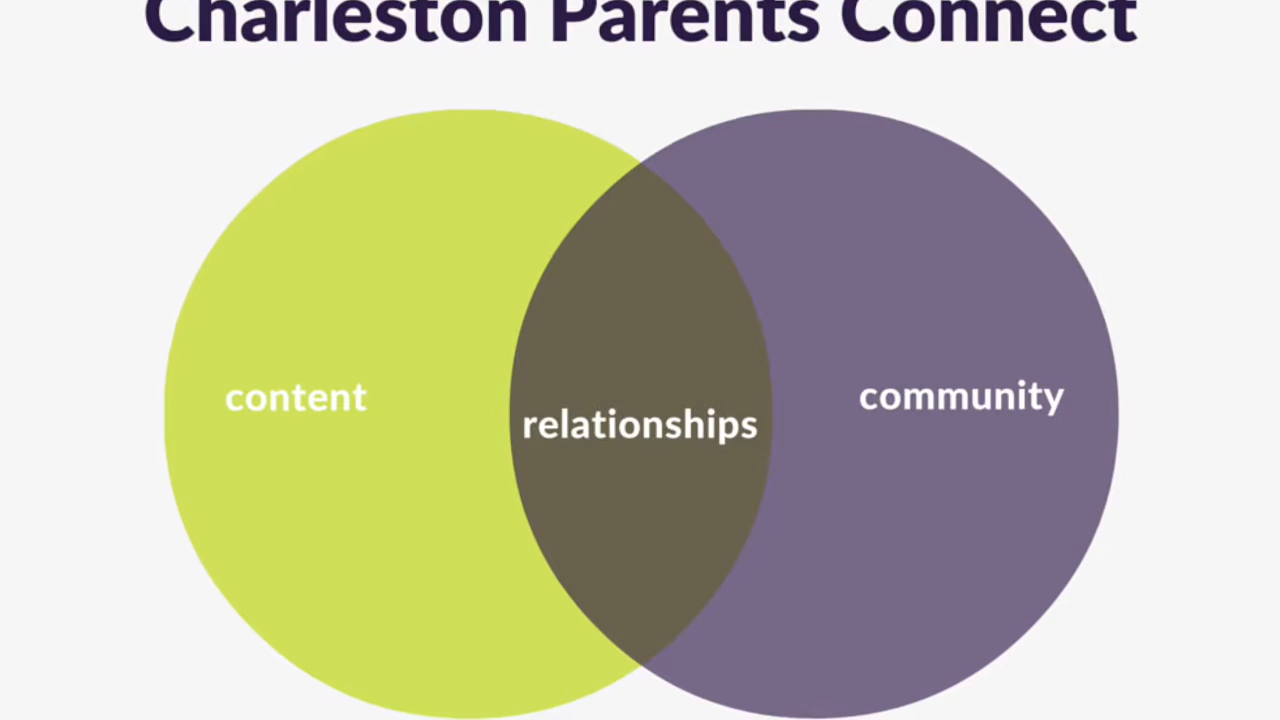 Charleston Parents Connect
content
relationships
community